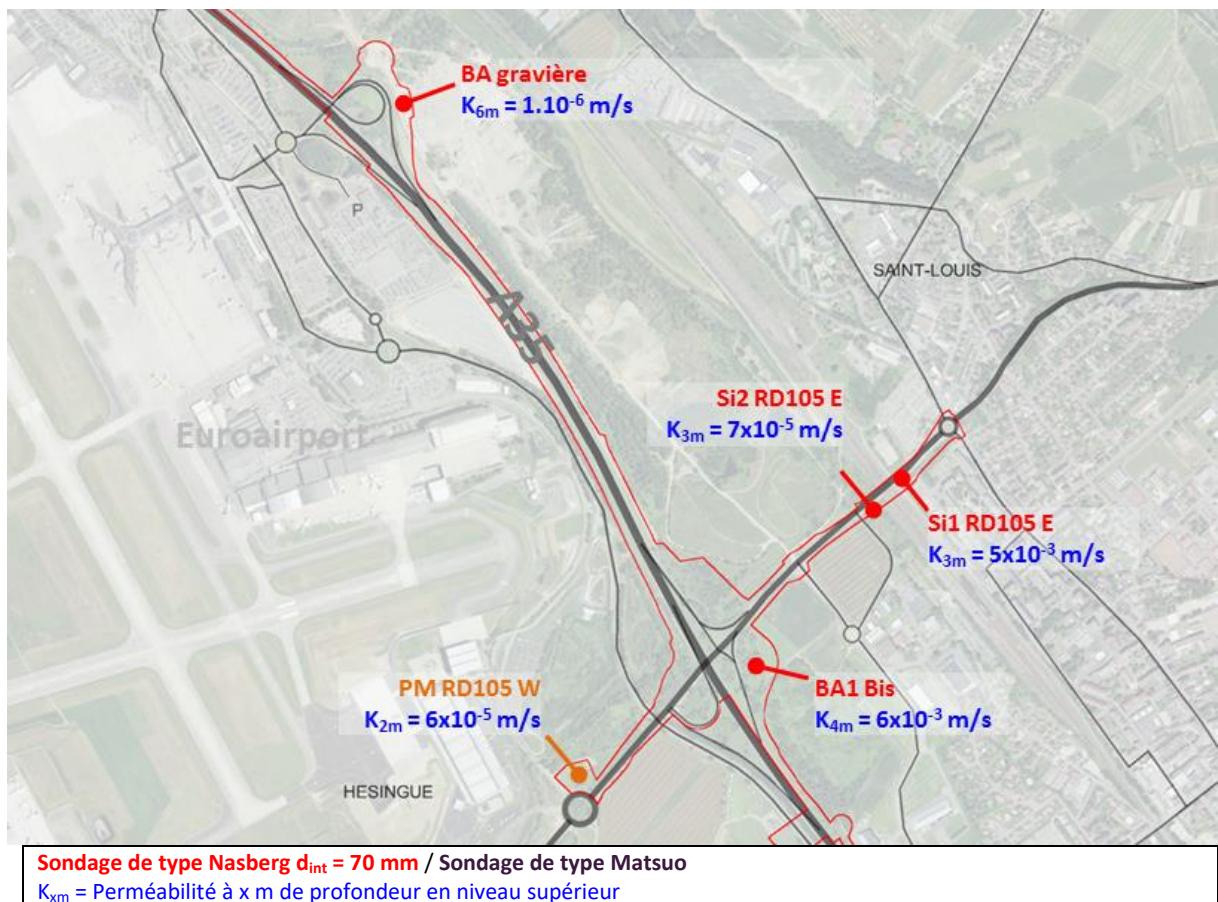 BA gravière
K6m = 1.10-6 m/s
P
SAINT-LOUIS
A35
Si2 RD105 E
K3m = 7x10-5 m/s
Euroairport
Si1 RD105 E
K3m = 5x10-3 m/s
PM RD105 W
K2m = 6x10-5 m/s
BA1 Bis
K4m = 6x10-3 m/s
HESINGUE
Sondage de type Nasberg dint = 70 mm / Sondage de type Matsuo
Kxm = Perméabilité à x m de profondeur en niveau supérieur